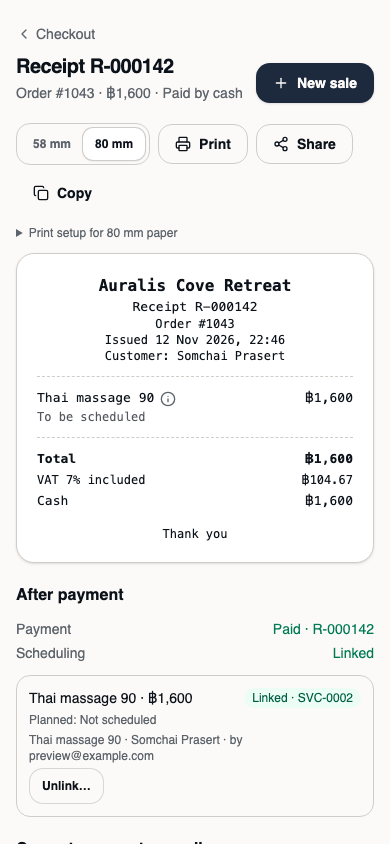 Checkout
Receipt R-000142
Order #1043 · ฿1,600 · Paid by cash
New sale
58 mm
80 mm
Print
Share
Copy
Print setup for 80 mm paper
Auralis Cove Retreat
Receipt R-000142
Order #1043
Issued 12 Nov 2026, 22:46
Customer: Somchai Prasert
Thai massage 90 ฿1,600
To be scheduled
Total ฿1,600
VAT 7% included ฿104.67
Cash ฿1,600
Thank you
After payment
Payment Paid · R-000142
Scheduling Linked
Thai massage 90 · ฿1,600 Linked · SVC-0002
Planned: Not scheduled
Thai massage 90 · Somchai Prasert · by
preview@example.com
Unlink...